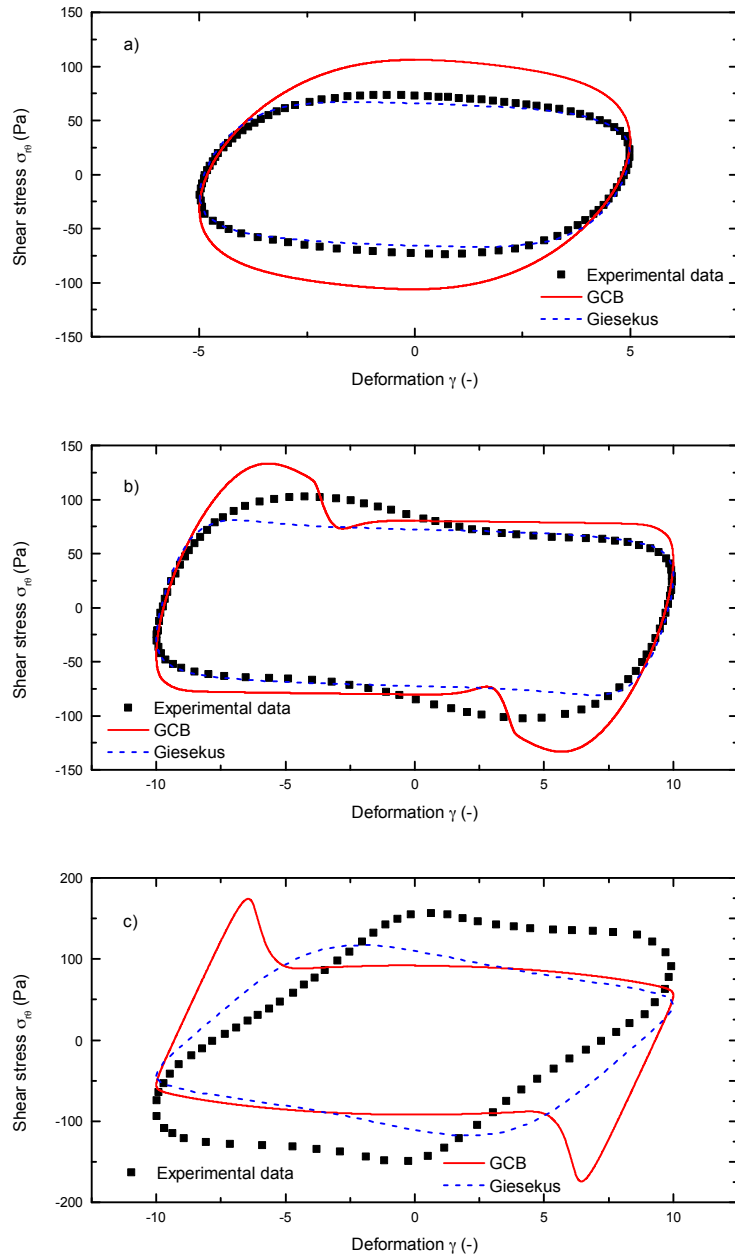 a)
150
100
50
0
-50
-100
-150
Shear stress σrθ (Pa)
Experimental data
GCB
Giesekus
-5 0 5
Deformation γ (-)
b)
150
100
50
0
-50
-100
-150
Shear stress σrθ (Pa)
Experimental data
GCB
Giesekus
-10 -5 0 5 10
Deformation γ (-)
c)
200
100
0
-100
-200
Shear stress σrθ (Pa)
Experimental data
GCB
Giesekus
-10 -5 0 5 10
Deformation γ (-)